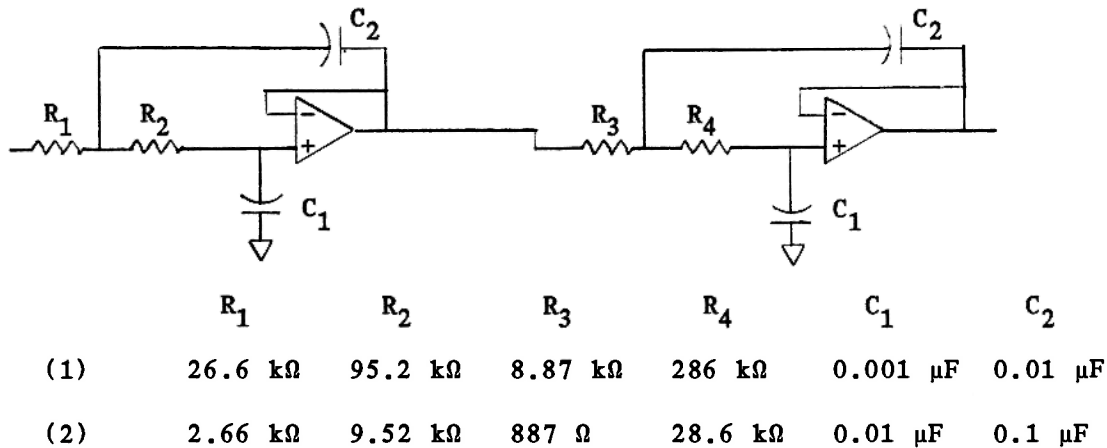 C2 C2
R1 R2 R3 R4
− −
+ +
C1 C1
R1 R2 R3 R4 C1 C2
(1) 26.6 kΩ 95.2 kΩ 8.87 kΩ 286 kΩ 0.001 μF 0.01 μF
(2) 2.66 kΩ 9.52 kΩ 887 Ω 28.6 kΩ 0.01 μF 0.1 μF